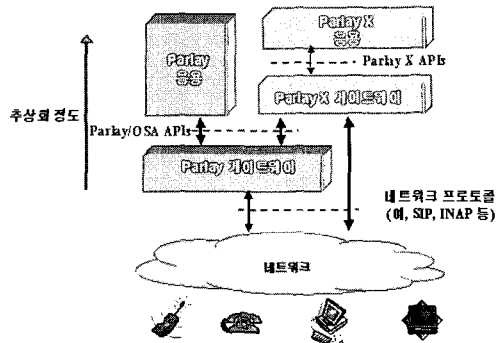 Parlay X
응용
Parlay
응용
Parlay X APIs
Parlay X 게이트웨이
추상화 정도
Parlay/OSA APIs
Parlay 게이트웨이
네트워크 프로토콜
(예, SIP, INAP 등)
네트워크